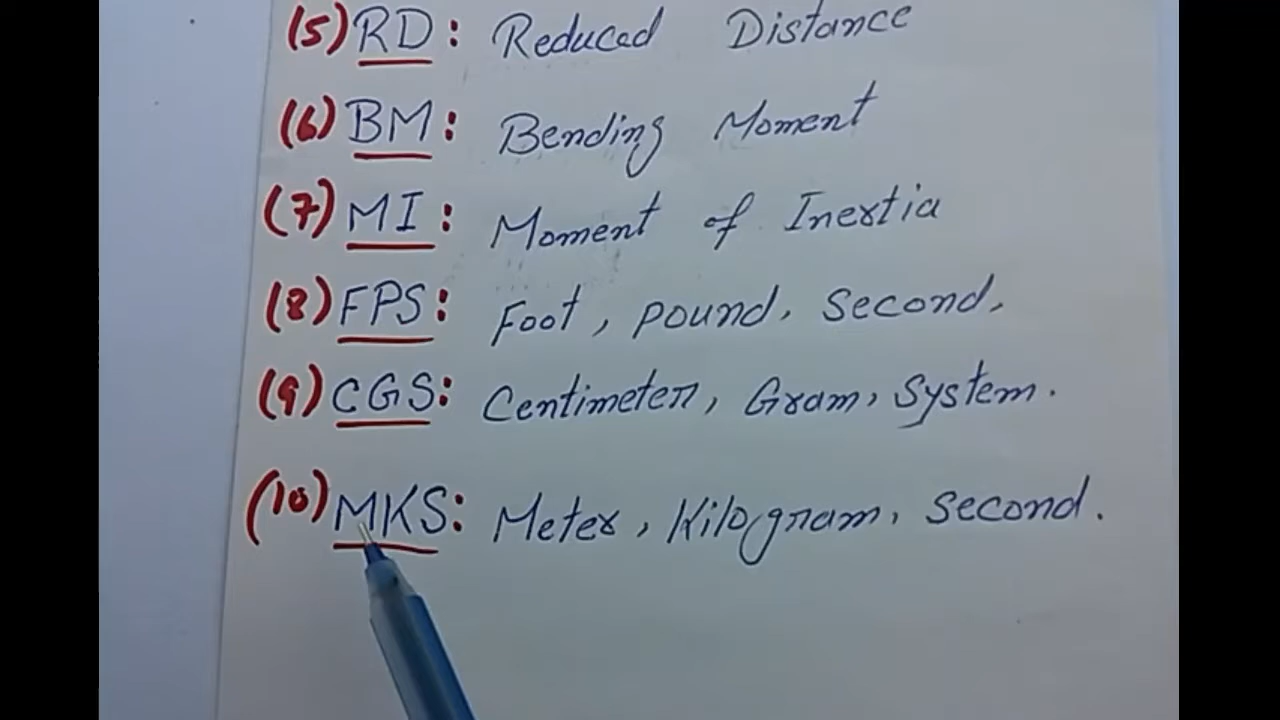 (5) RD: Reduced Distance
(6) BM: Bending Moment
(7) MI: Moment of Inertia
(8) FPS: Foot, pound, Second,
(9) CGS: Centimeter, Gram, System.
(10) MKS: Meter, Kilogram, Second.